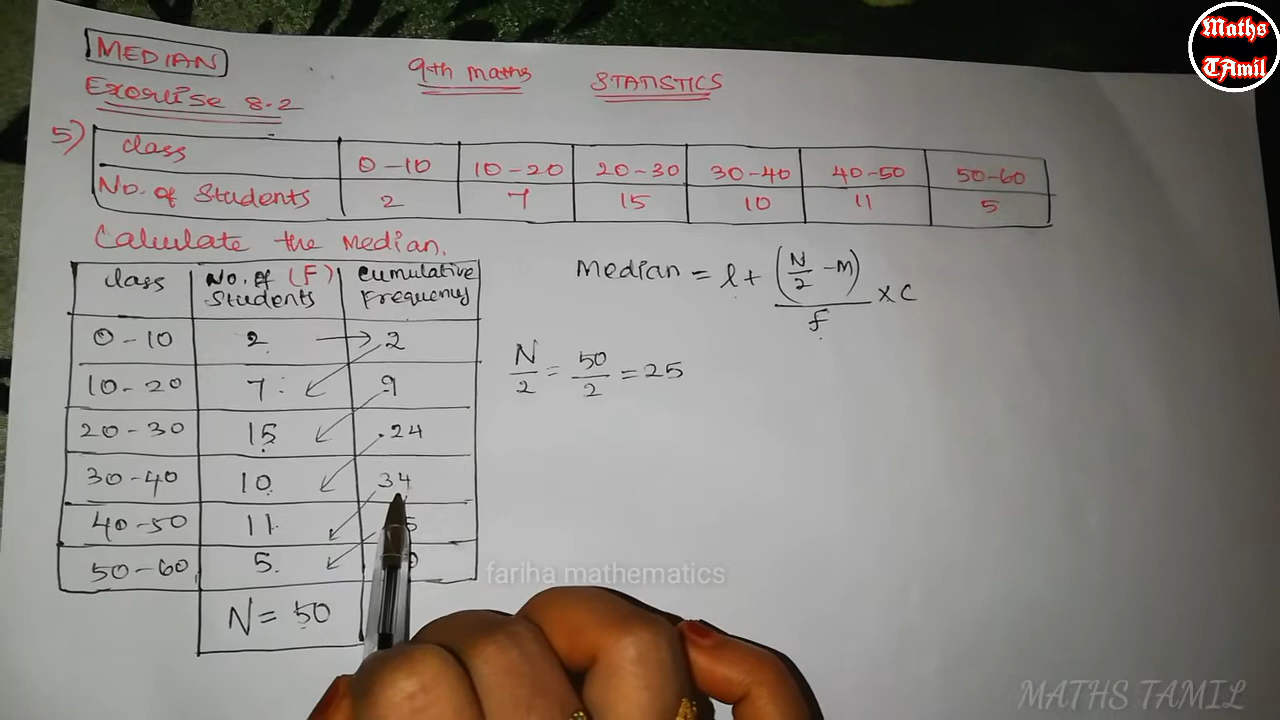 Maths
TAmil
MEDIAN
9th maths STATISTICS
Exercise 8.2
5)
class 0-10 10-20 20-30 30-40 40-50 50-60
No. of Students 2 7 15 10 11 5
Calculate the Median.
class No. of (F) Students Cumulative Frequency
0-10 2 2
10-20 7 9
20-30 15 24
30-40 10 34
40-50 11
50-60 5
N = 50
Median = l + (N/2 - m)/f × c
N/2 = 50/2 = 25
fariha mathematics
MATHS TAMIL